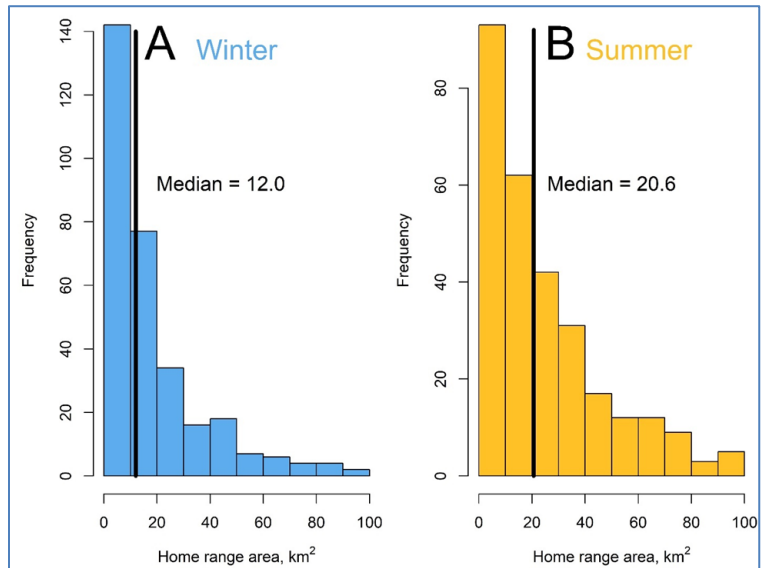 A Winter
Median = 12.0
Frequency
0
20
40
60
80
100
120
140
0 20 40 60 80 100
Home range area, km²
B Summer
Median = 20.6
Frequency
0
20
40
60
80
0 20 40 60 80 100
Home range area, km²